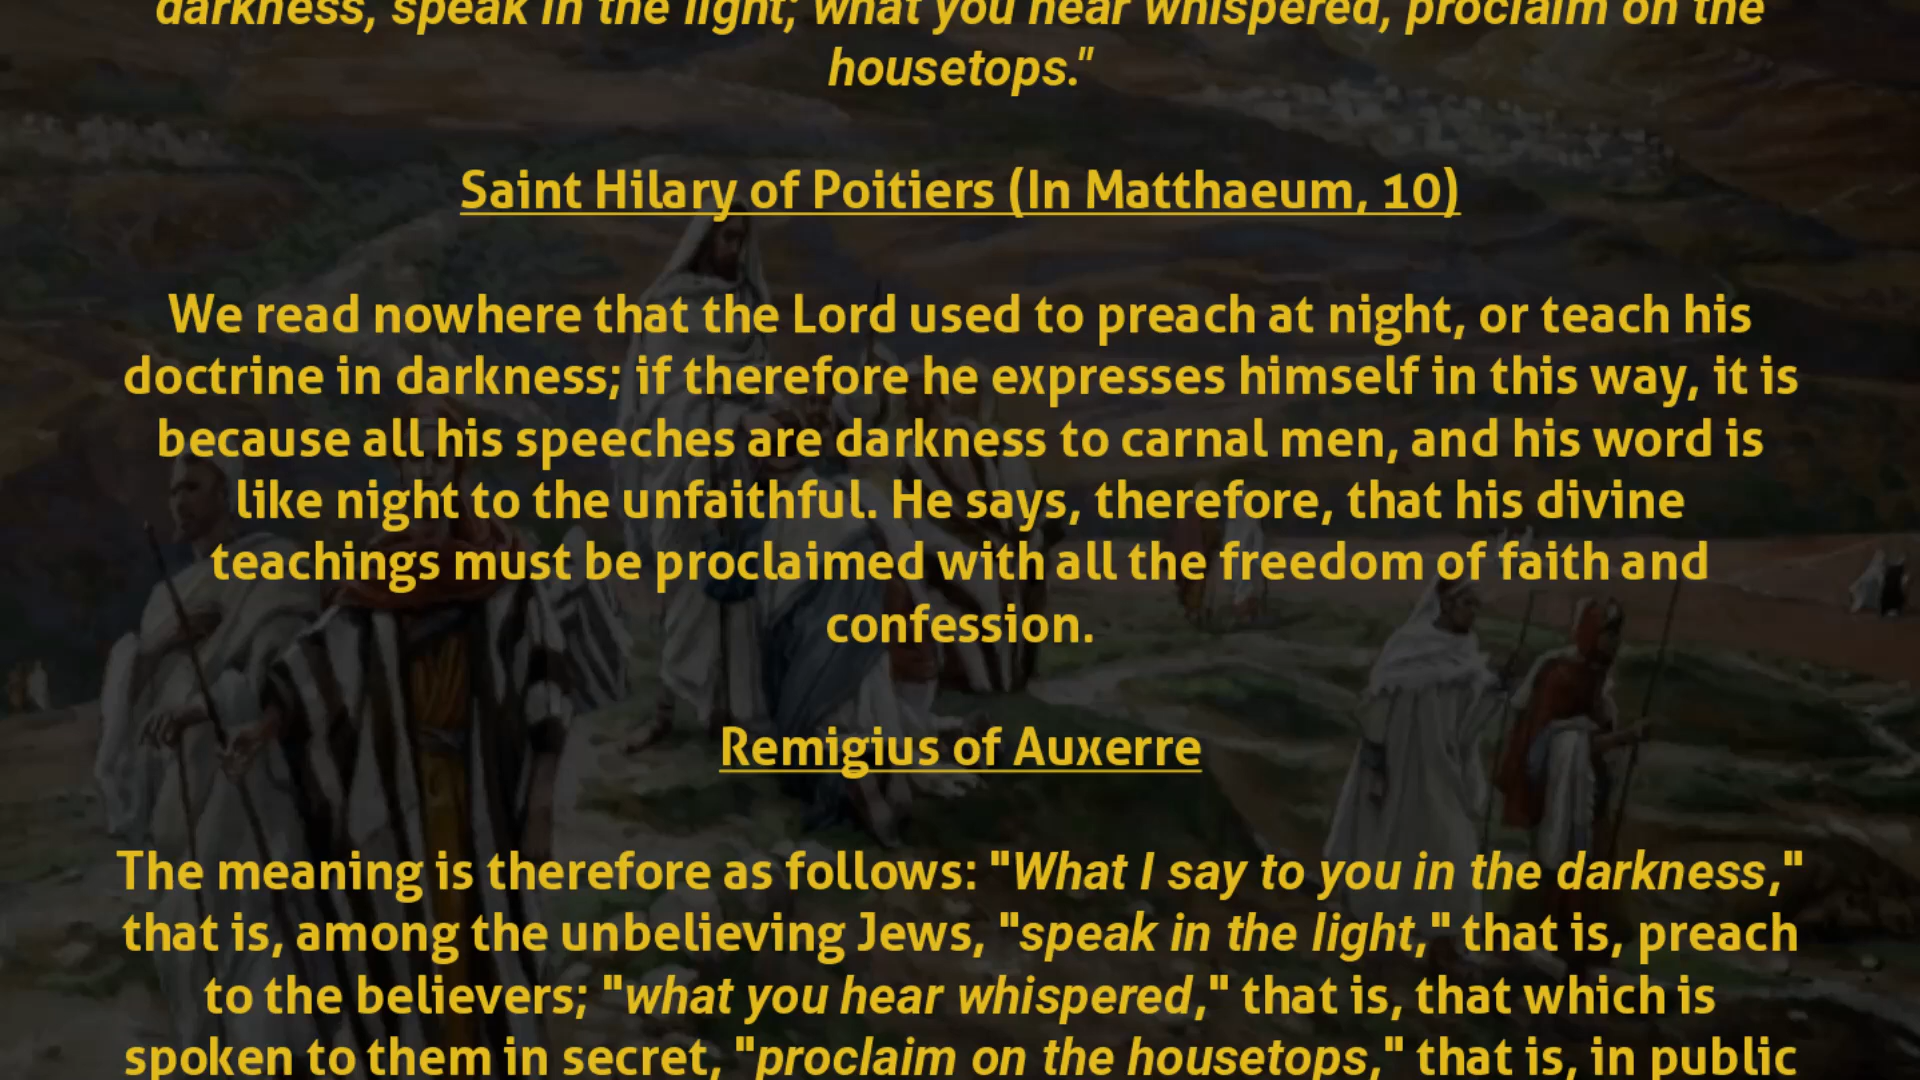 darkness, speak in the light; what you hear whispered, proclaim on the
housetops."
Saint Hilary of Poitiers (In Matthaeum, 10)
We read nowhere that the Lord used to preach at night, or teach his
doctrine in darkness; if therefore he expresses himself in this way, it is
because all his speeches are darkness to carnal men, and his word is
like night to the unfaithful. He says, therefore, that his divine
teachings must be proclaimed with all the freedom of faith and
confession.
Remigius of Auxerre
The meaning is therefore as follows: "What I say to you in the darkness,"
that is, among the unbelieving Jews, "speak in the light," that is, preach
to the believers; "what you hear whispered," that is, that which is
spoken to them in secret, "proclaim on the housetops," that is, in public